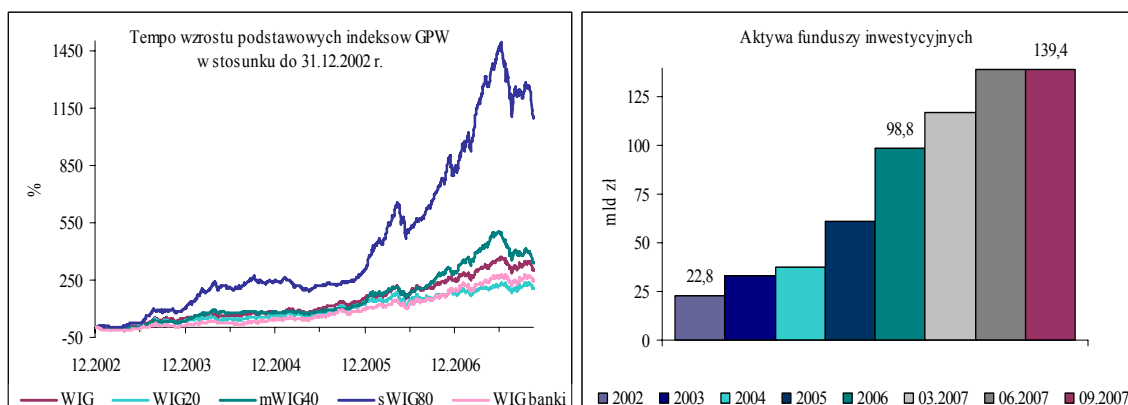 Tempo wzrostu podstawowych indeksow GPW
w stosunku do 31.12.2002 r.
1450
1150
850
550
250
-50
%
12.2002 12.2003 12.2004 12.2005 12.2006
WIG WIG20 mWIG40 sWIG80 WIG banki
Aktywa funduszy inwestycyjnych
139,4
98,8
22,8
125
100
75
50
25
0
mld zł
2002 2003 2004 2005 2006 03.2007 06.2007 09.2007